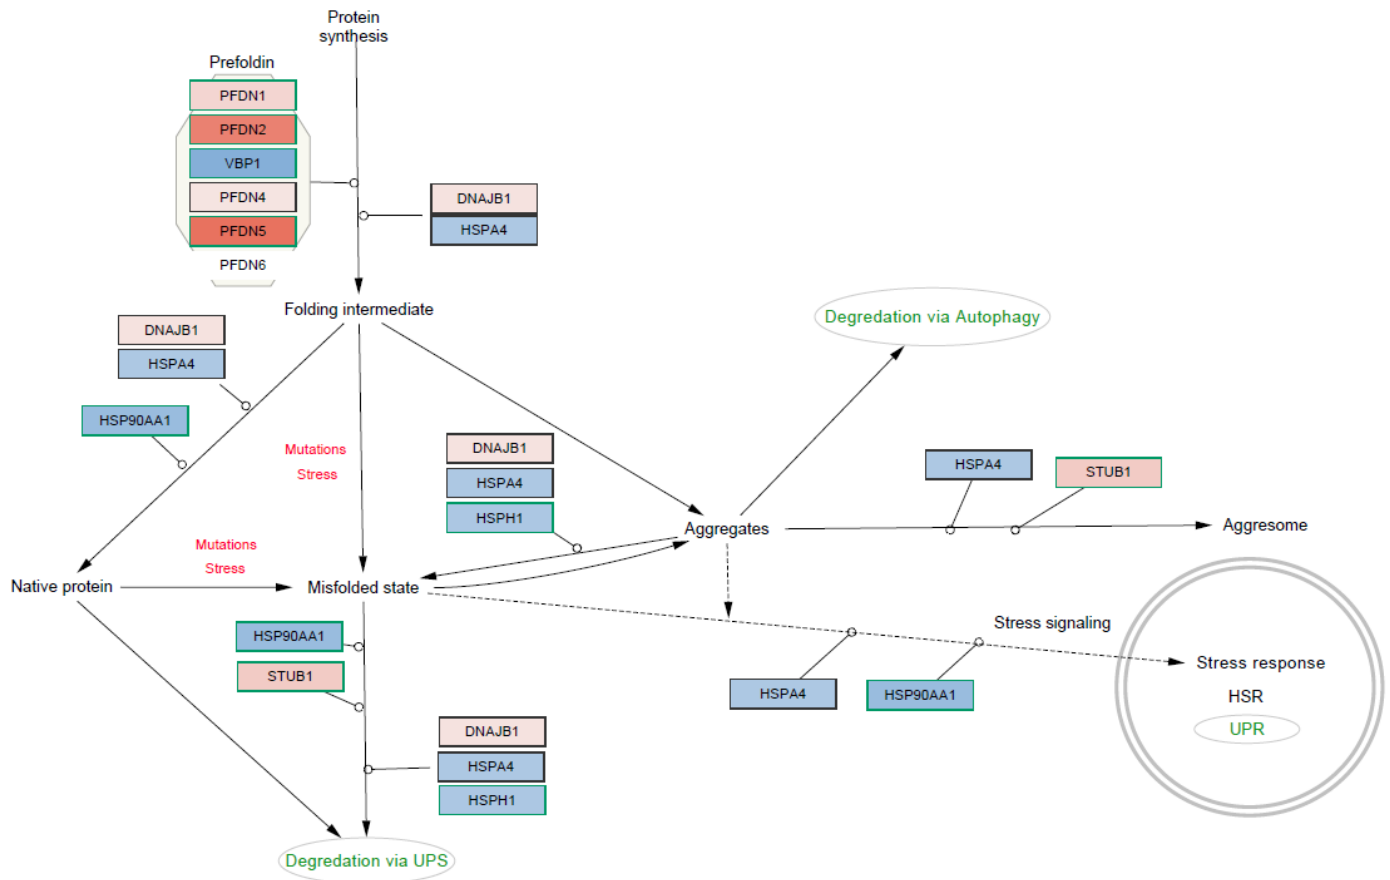 Protein
synthesis
Prefoldin
PFDN1
PFDN2
VBP1
PFDN4
PFDN5
PFDN6
DNAJB1
HSPA4
Folding intermediate
Degredation via Autophagy
DNAJB1
HSPA4
HSP90AA1
Mutations
Stress
DNAJB1
HSPA4
HSPH1
HSPA4
STUB1
Aggregates
Aggresome
Mutations
Stress
Native protein
Misfolded state
HSP90AA1
STUB1
Stress signaling
HSPA4
HSP90AA1
Stress response
HSR
UPR
DNAJB1
HSPA4
HSPH1
Degredation via UPS